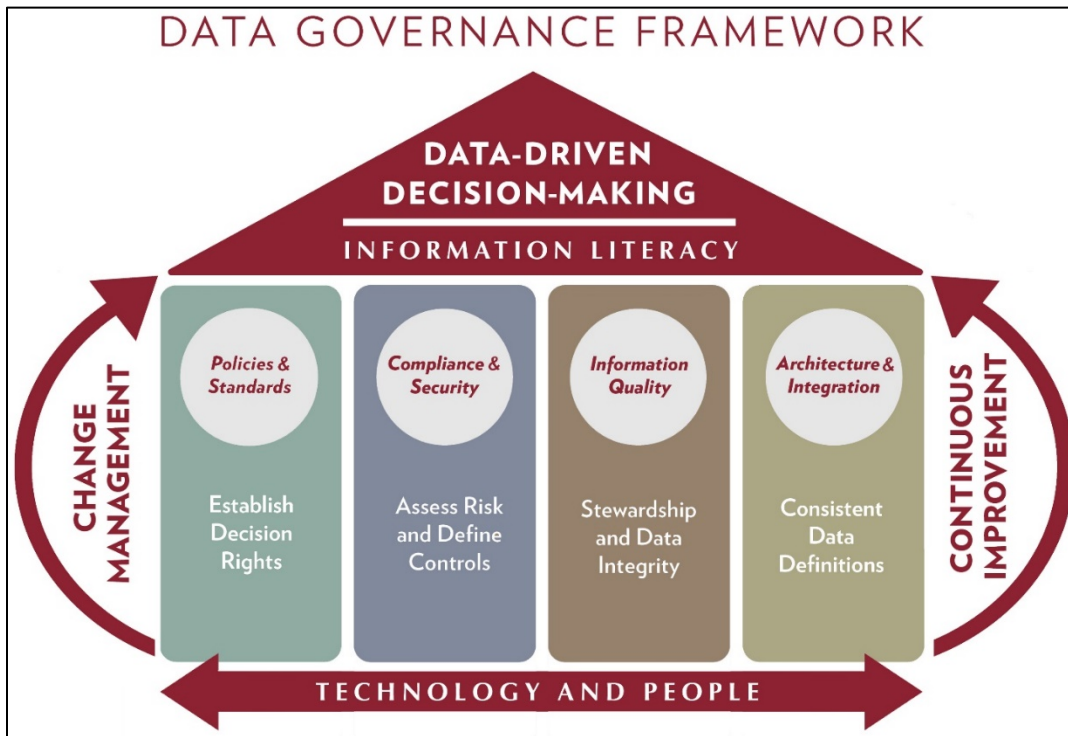 DATA GOVERNANCE FRAMEWORK
DATA-DRIVEN
DECISION-MAKING
INFORMATION LITERACY
CHANGE
MANAGEMENT
Policies &
Standards
Establish
Decision
Rights
Compliance &
Security
Assess Risk
and Define
Controls
Information
Quality
Stewardship
and Data
Integrity
Architecture &
Integration
Consistent
Data
Definitions
CONTINUOUS
IMPROVEMENT
TECHNOLOGY AND PEOPLE